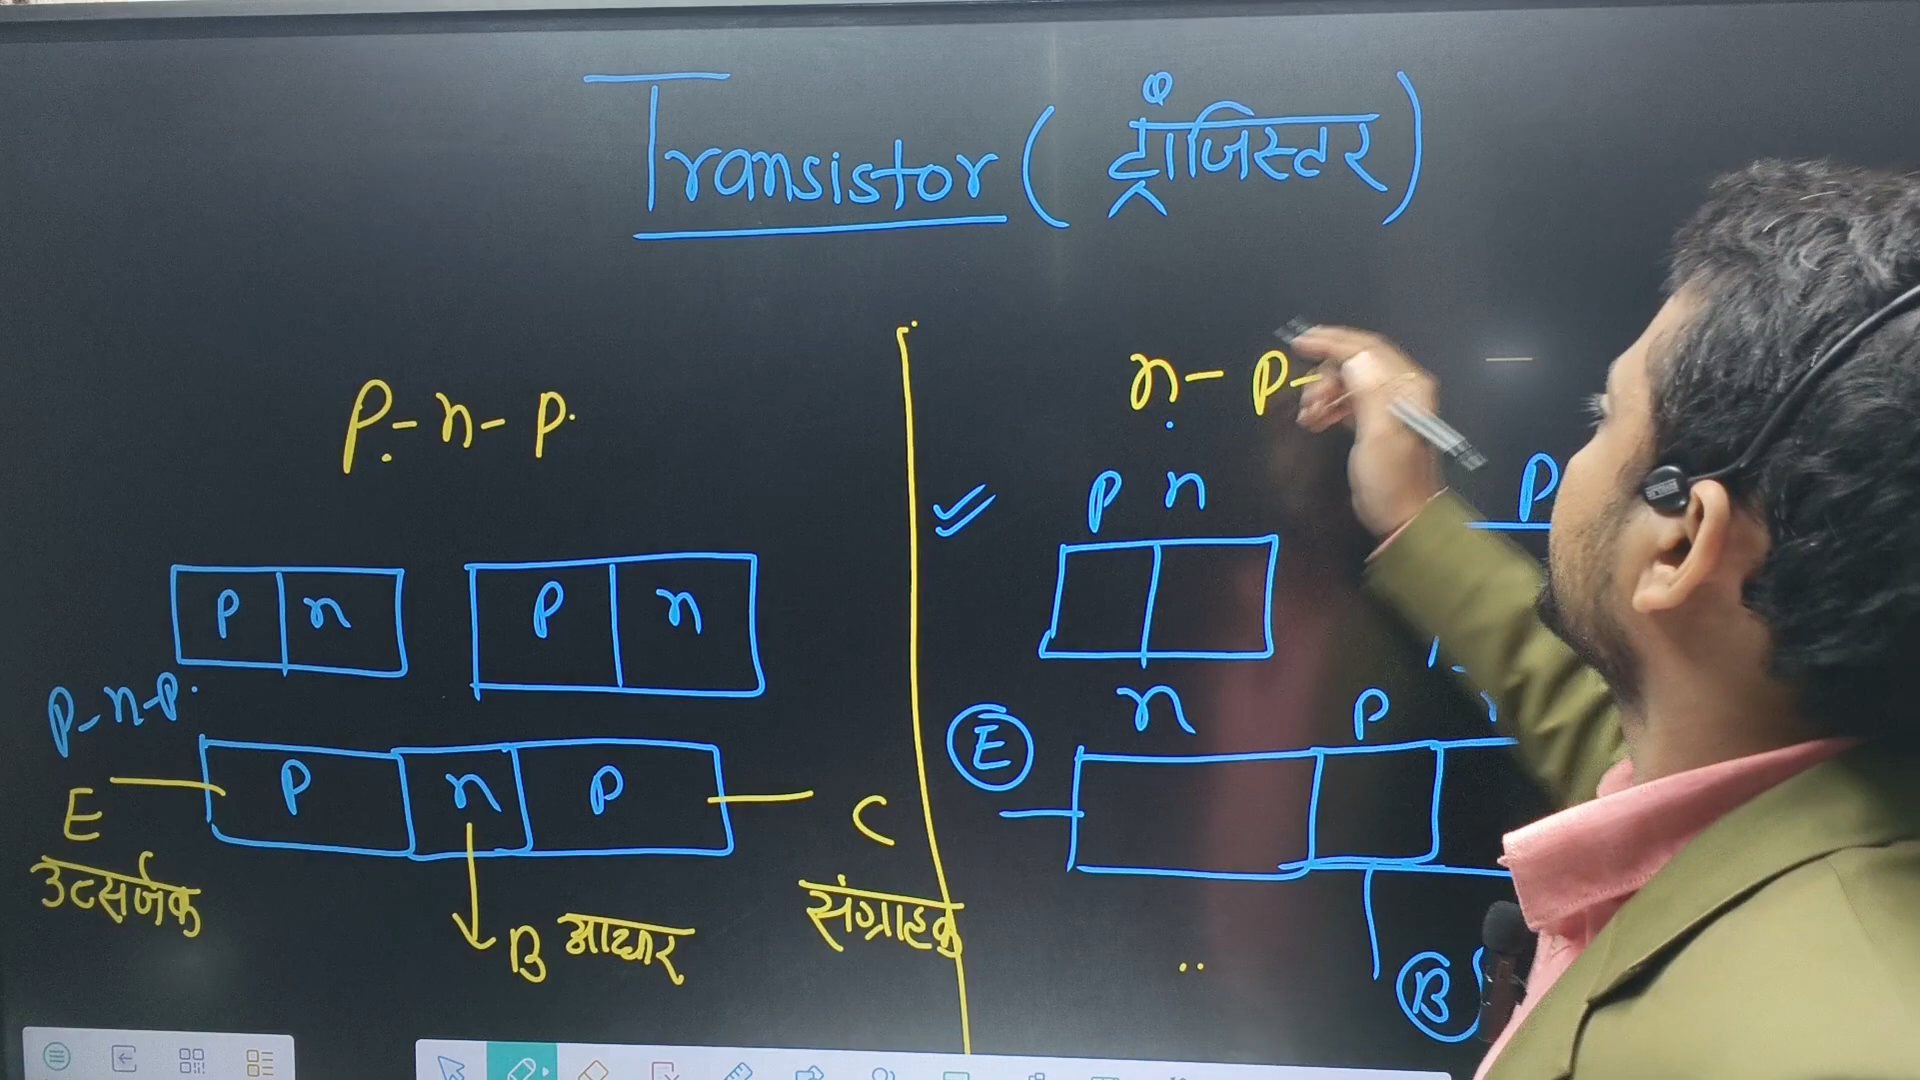 Transistor ( ट्रांजिस्टर )
P-n-p.
n- p-
p n
p
p n
p n
p-n-p.
n p
E
p n p
E
C
उत्सर्जक
B आधार
संग्राहक
B